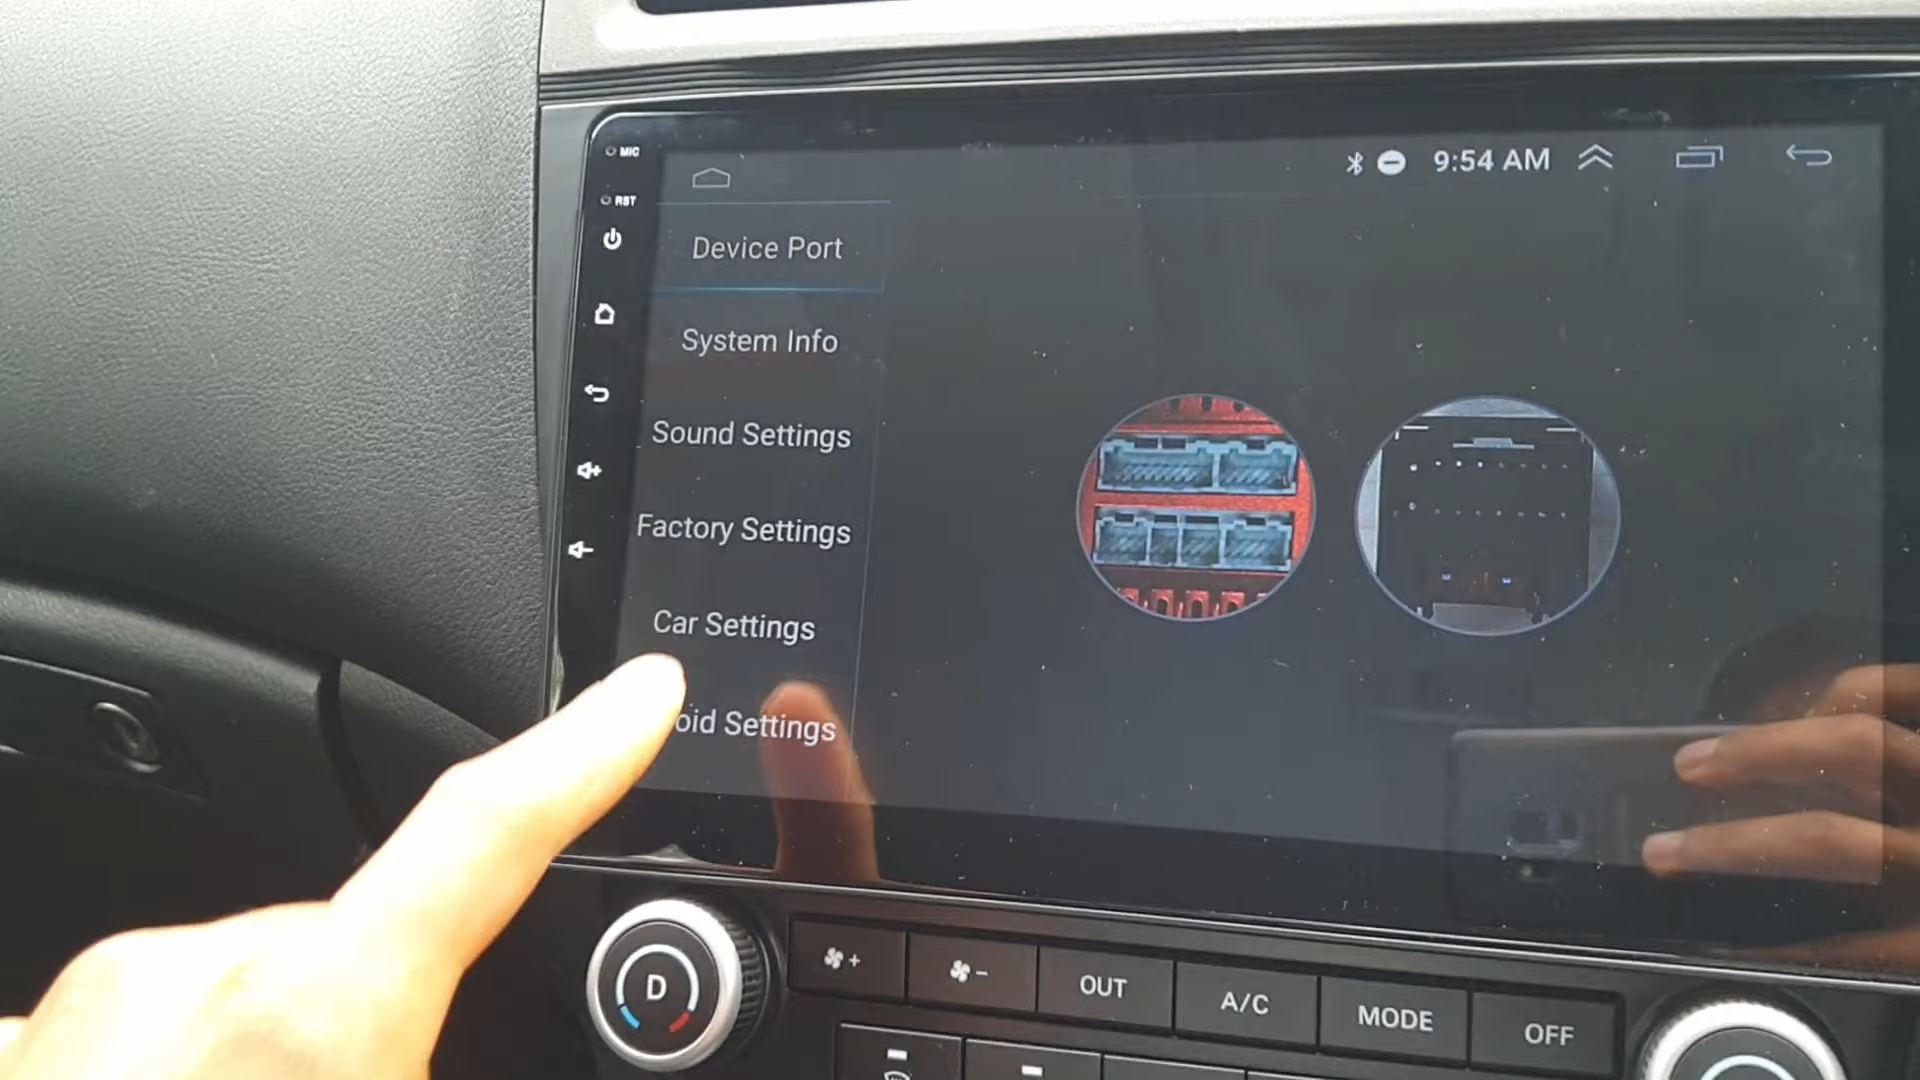 MIC
RST
9:54 AM
Device Port
System Info
Sound Settings
Factory Settings
Car Settings
oid Settings
D
+
-
OUT
A/C
MODE
OFF